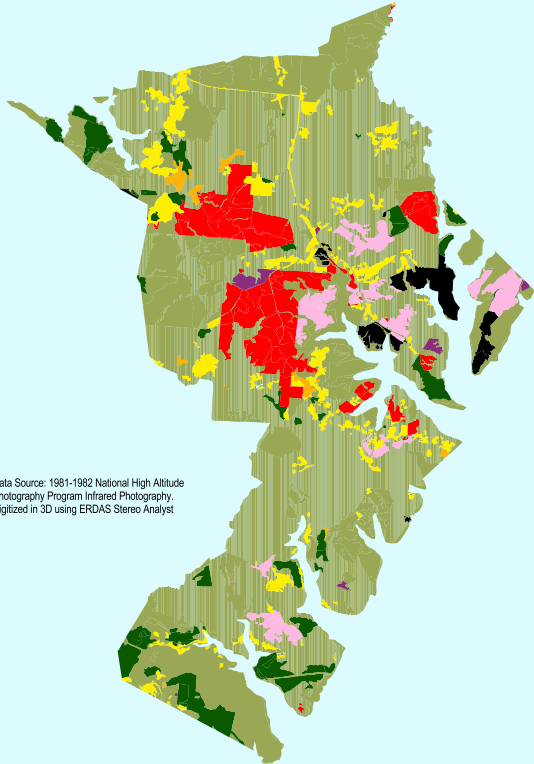 ata Source: 1981-1982 National High Altitude
hotography Program Infrared Photography.
igitized in 3D using ERDAS Stereo Analyst